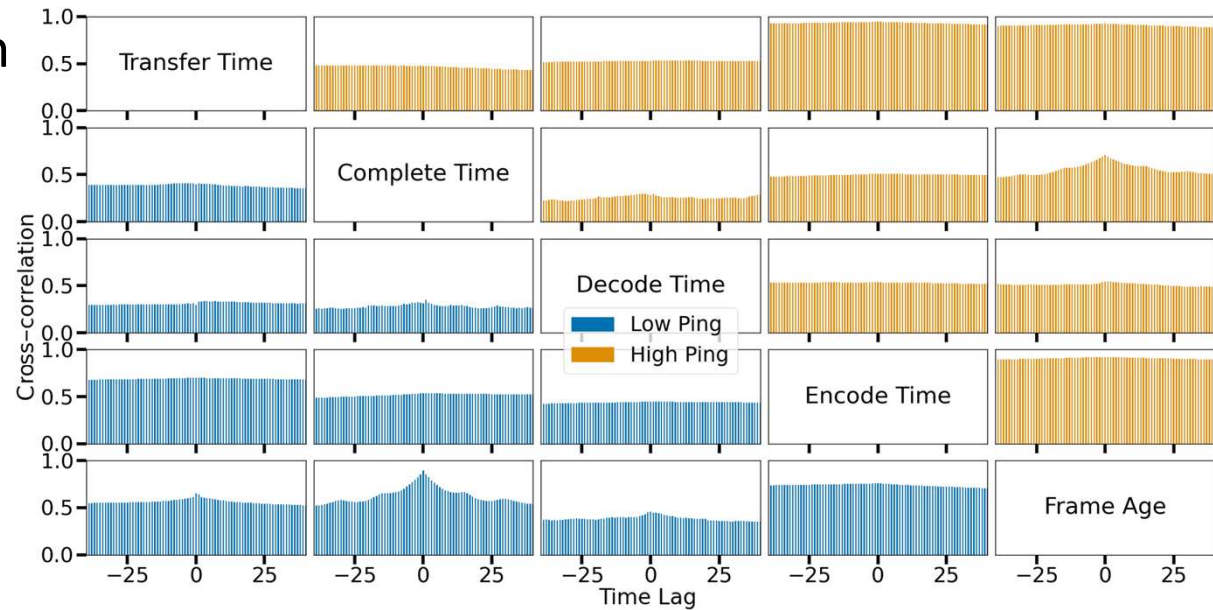 n
1.0
0.5
0.0
Transfer Time
1.0
0.5
0.0
Complete Time
1.0
0.5
0.0
Decode Time
Low Ping
High Ping
1.0
0.5
0.0
Encode Time
1.0
0.5
0.0
Frame Age
Cross-correlation
−25 0 25 −25 0 25 −25 0 25 −25 0 25 −25 0 25
Time Lag